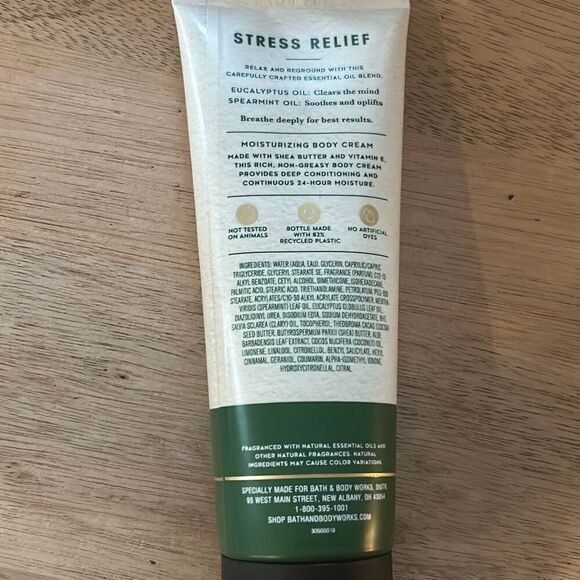 STRESS RELIEF
RELAX AND REGROUND WITH THIS
CAREFULLY CRAFTED ESSENTIAL OIL BLEND.
EUCALYPTUS OIL: Clears the mind
SPEARMINT OIL: Soothes and uplifts
Breathe deeply for best results.
MOISTURIZING BODY CREAM
MADE WITH SHEA BUTTER AND VITAMIN E,
THIS RICH, NON-GREASY BODY CREAM
PROVIDES DEEP CONDITIONING AND
CONTINUOUS 24-HOUR MOISTURE.
NOT TESTED
ON ANIMALS
BOTTLE MADE
WITH 82%
RECYCLED PLASTIC
NO ARTIFICIAL
DYES
INGREDIENTS: WATER (AQUA, EAU), GLYCERIN, CAPRYLIC/CAPRIC
TRIGLYCERIDE, GLYCERYL STEARATE SE, FRAGRANCE (PARFUM), C12-15
ALKYL BENZOATE, CETYL ALCOHOL, DIMETHICONE, ISOHEXADECANE,
PALMITIC ACID, STEARIC ACID, TRIETHANOLAMINE, PETROLATUM, PEG-100
STEARATE, ACRYLATES/C10-30 ALKYL ACRYLATE CROSSPOLYMER, MENTHA
VIRIDIS (SPEARMINT) LEAF OIL, EUCALYPTUS GLOBULUS LEAF OIL,
DIAZOLIDINYL UREA, DISODIUM EDTA, SODIUM DEHYDROACETATE, BHT,
SALVIA SCLAREA (CLARY) OIL, TOCOPHEROL, THEOBROMA CACAO (COCOA)
SEED BUTTER, BUTYROSPERMUM PARKII (SHEA) BUTTER, ALOE
BARBADENSIS LEAF EXTRACT, COCOS NUCIFERA (COCONUT) OIL,
LIMONENE, LINALOOL, CITRONELLOL, BENZYL SALICYLATE, HEXYL
CINNAMAL, GERANIOL, COUMARIN, ALPHA-ISOMETHYL IONONE,
HYDROXYCITRONELLAL, CITRAL.
FRAGRANCED WITH NATURAL ESSENTIAL OILS AND
OTHER NATURAL FRAGRANCES. NATURAL
INGREDIENTS MAY CAUSE COLOR VARIATIONS.
SPECIALLY MADE FOR BATH & BODY WORKS, DISTR.
95 WEST MAIN STREET, NEW ALBANY, OH 43054
1-800-395-1001
SHOP BATHANDBODYWORKS.COM
30565619